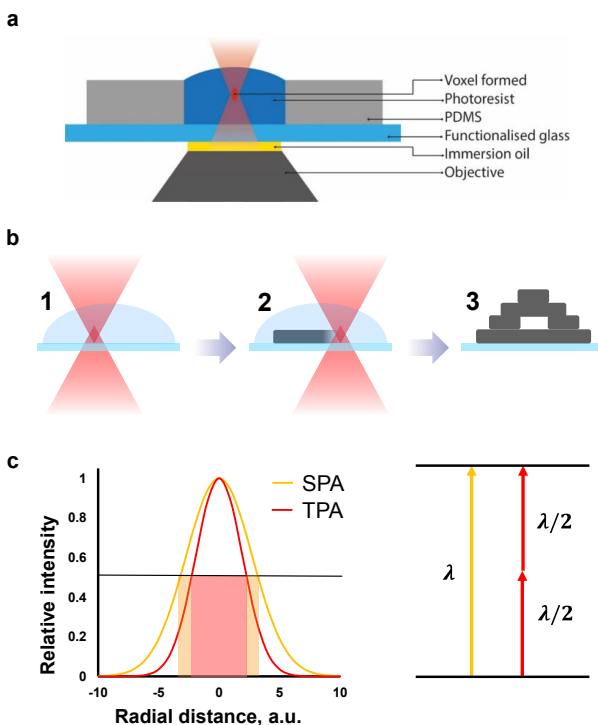 a
Voxel formed
Photoresist
PDMS
Functionalised glass
Immersion oil
Objective
b
1
2
3
c
1
0.8
0.6
0.4
0.2
0
Relative intensity
SPA
TPA
-10
-5
0
5
10
Radial distance, a.u.
λ
λ/2
λ/2